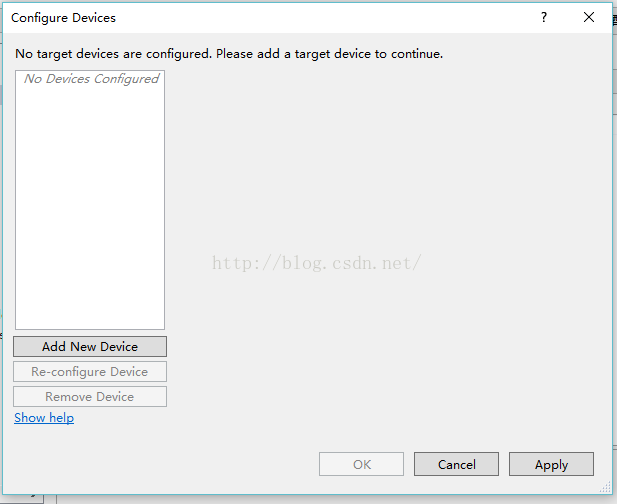 Configure Devices
?
No target devices are configured. Please add a target device to continue.
No Devices Configured
http://blog.csdn.net/
Add New Device
Re-configure Device
Remove Device
Show help
OK Cancel Apply